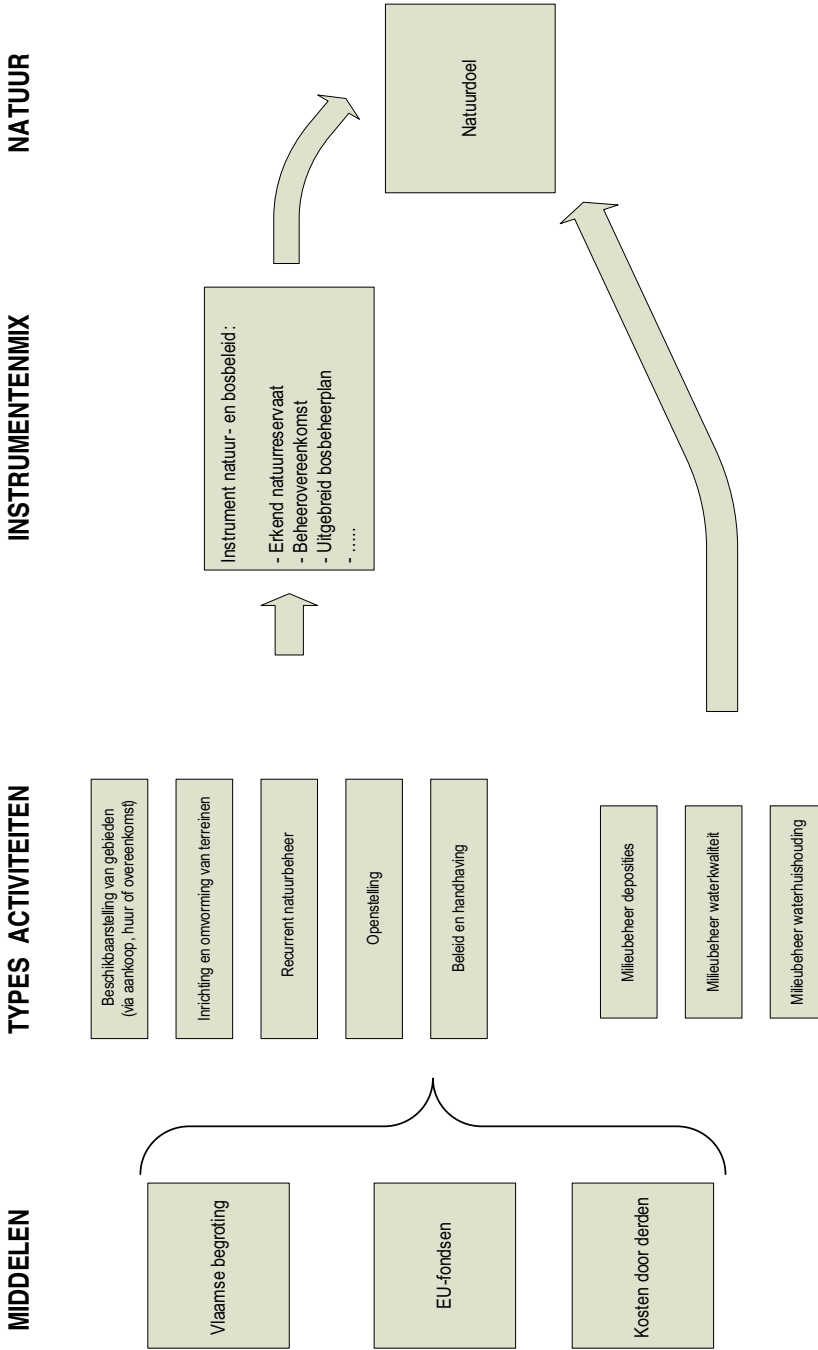 MIDDELEN
TYPES ACTIVITEITEN
INSTRUMENTENMIX
NATUUR
Vlaamse begroting
EU-fondsen
Kosten door derden
Beschikbaarstelling van gebieden
(via aankoop, huur of overeenkomst)
Inrichting en omvorming van terreinen
Recurrent natuurbeheer
Openstelling
Beleid en handhaving
Milieubeheer deposities
Milieubeheer waterkwaliteit
Milieubeheer waterhuishouding
Instrument natuur- en bosbeleid:
- Erkend natuurreservaat
- Beheerovereenkomst
- Uitgebreid bosbeheerplan
- .....
Natuurdoel